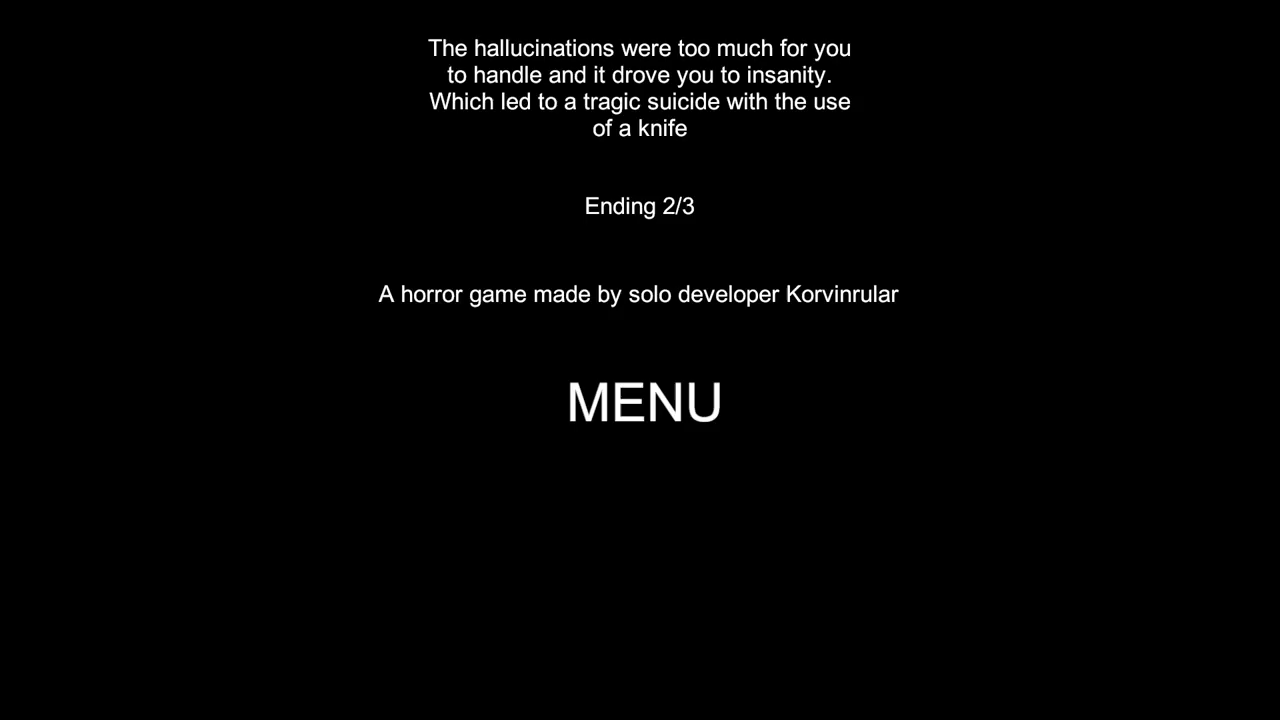 The hallucinations were too much for you
to handle and it drove you to insanity.
Which led to a tragic suicide with the use
of a knife
Ending 2/3
A horror game made by solo developer Korvinrular
MENU